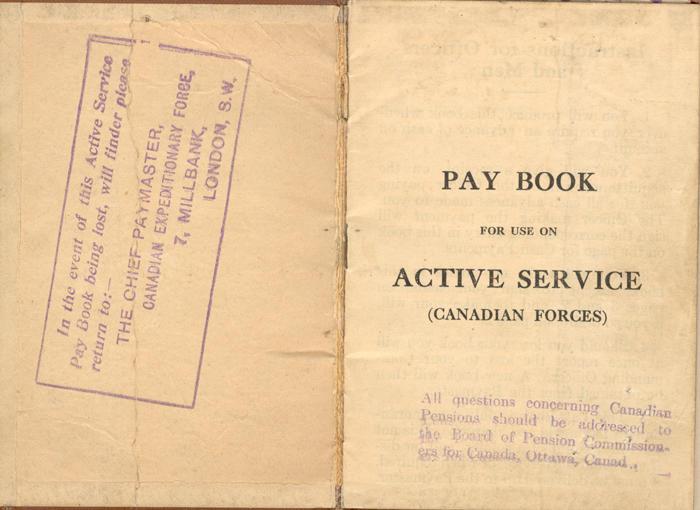 In the event of this Active Service
Pay Book being lost, will finder please
return to:—
THE CHIEF PAYMASTER,
CANADIAN EXPEDITIONARY FORCE,
7, MILLBANK,
LONDON, S.W.
PAY BOOK
FOR USE ON
ACTIVE SERVICE
(CANADIAN FORCES)
All questions concerning Canadian
Pensions should be addressed to
the Board of Pension Commission-
ers for Canada, Ottawa, Canad